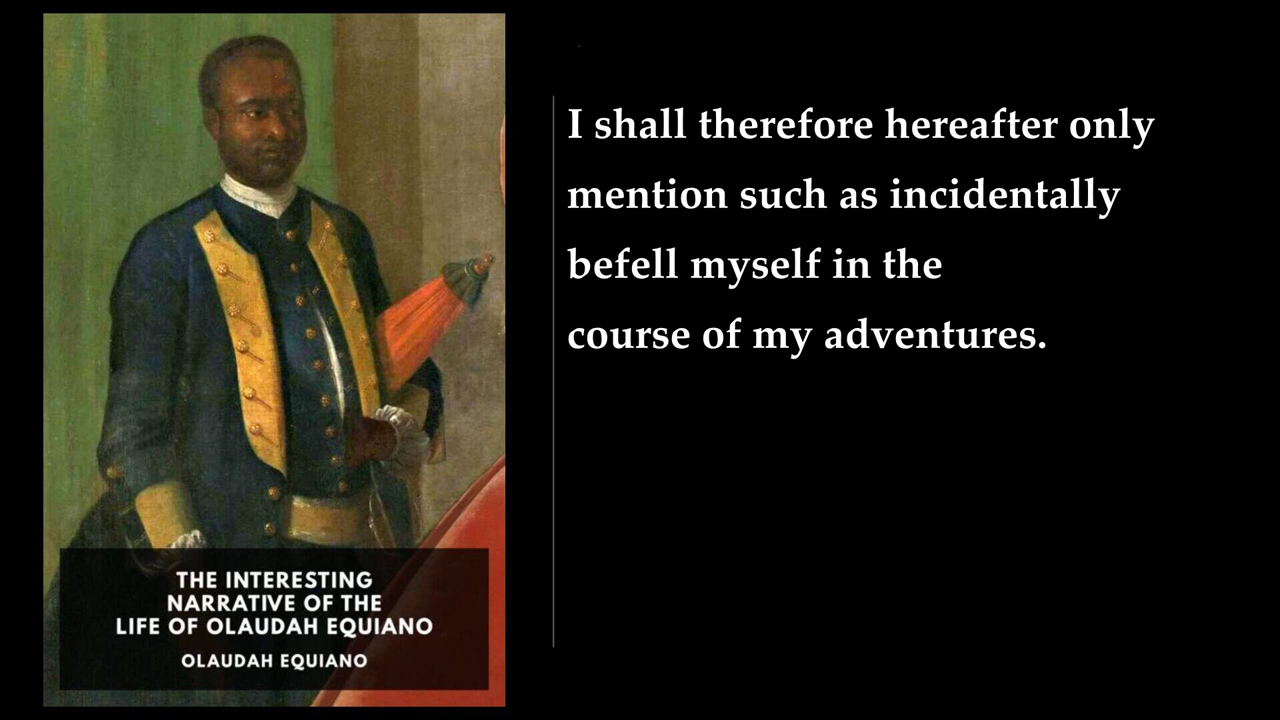 THE INTERESTING
NARRATIVE OF THE
LIFE OF OLAUDAH EQUIANO
OLAUDAH EQUIANO
I shall therefore hereafter only
mention such as incidentally
befell myself in the
course of my adventures.